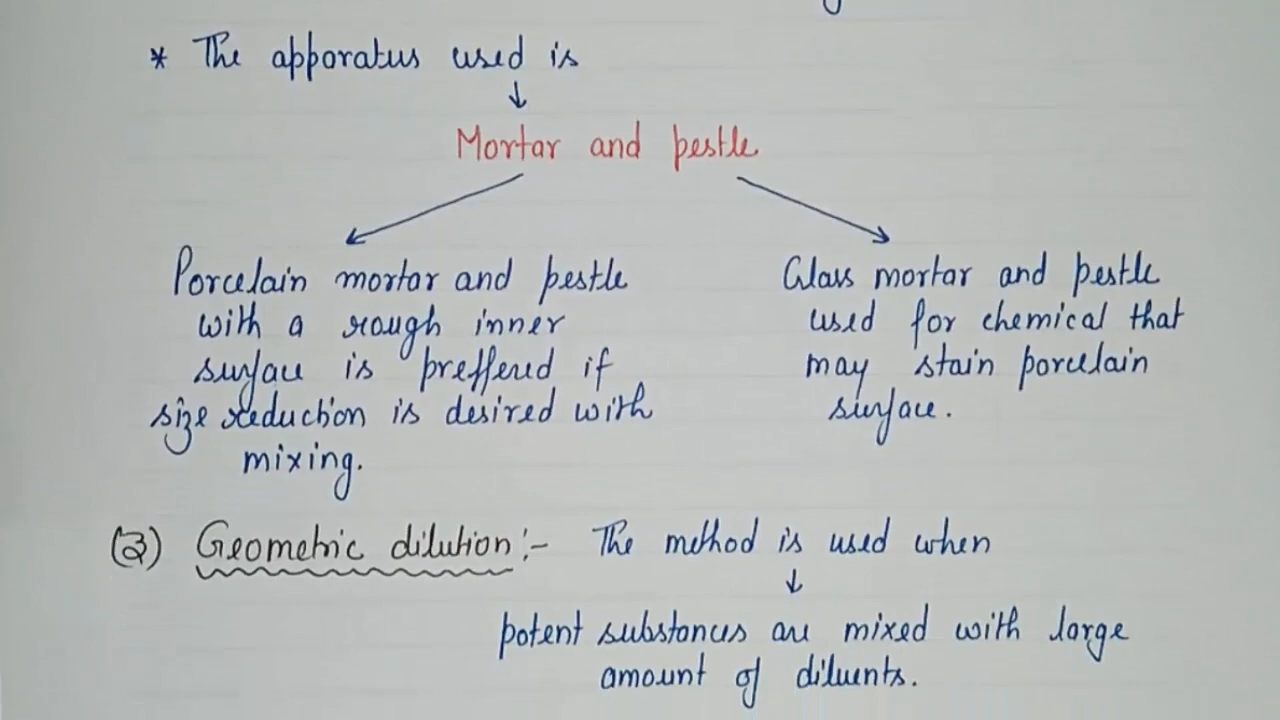 * The apparatus used is
↓
Mortar and pestle
Porcelain mortar and pestle
with a rough inner
surface is preffered if
size reduction is desired with
mixing.
Glass mortar and pestle
used for chemical that
may stain porcelain
surface.
(2) Geometric dilution :- The method is used when
↓
potent substances are mixed with large
amount of diluents.